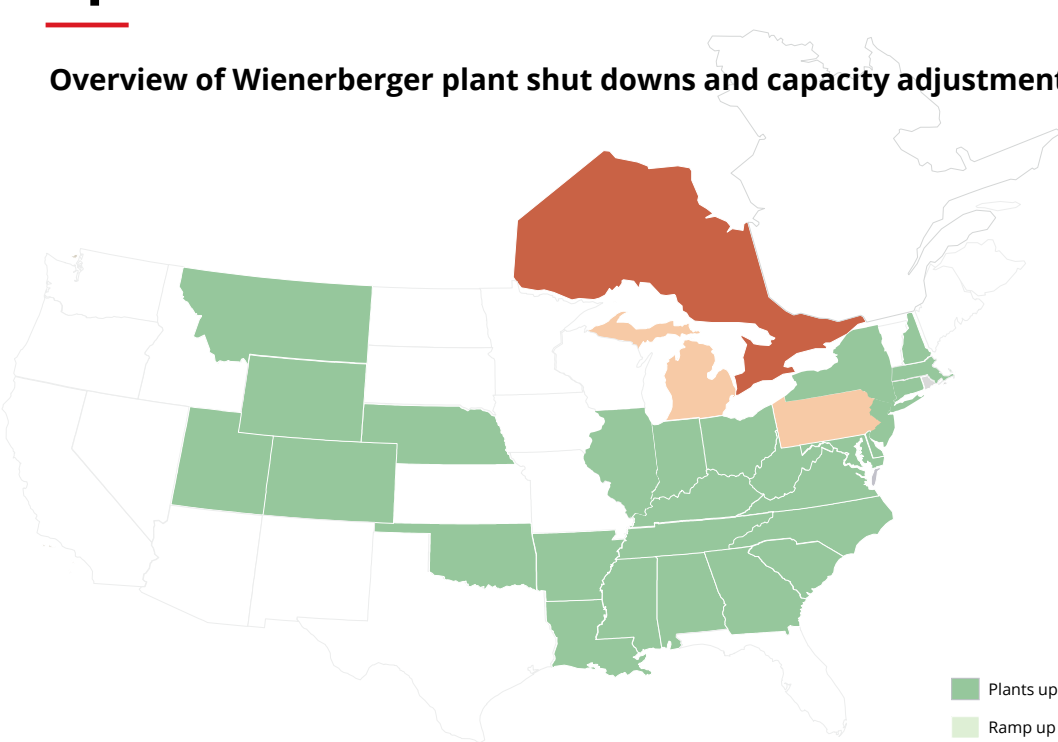 Overview of Wienerberger plant shut downs and capacity adjustment
Plants up
Ramp up